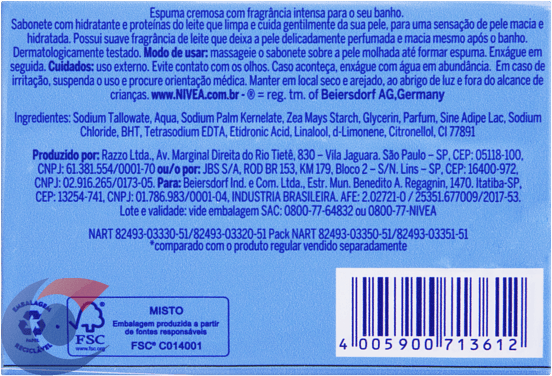 Espuma cremosa com fragrância intensa para o seu banho.
Sabonete com hidratante e proteínas do leite que limpa e cuida gentilmente da sua pele, para uma sensação de pele macia e
hidratada. Possui suave fragrância de leite que deixa a pele delicadamente perfumada e macia mesmo após o banho.
Dermatologicamente testado. Modo de usar: massageie o sabonete sobre a pele molhada até formar espuma. Enxágue em
seguida. Cuidados: uso externo. Evite contato com os olhos. Caso aconteça, enxágue com água em abundância. Em caso de
irritação, suspenda o uso e procure orientação médica. Manter em local seco e arejado, ao abrigo de luz e fora do alcance de
crianças. www.NIVEA.com.br - ® = reg. trm. of Beiersdorf AG,Germany
Ingredientes: Sodium Tallowate, Aqua, Sodium Palm Kernelate, Zea Mays Starch, Glycerin, Parfum, Sine Adipe Lac, Sodium
Chloride, BHT, Tetrasodium EDTA, Etidronic Acid, Linalool, d-Limonene, Citronellol, CI 77891
Produzido por: Razzo Ltda., Av. Marginal Direita do Rio Tietê, 830 – Vila Jaguara. São Paulo – SP, CEP: 05118-100,
CNPJ: 61.381.554/0001-70 ou/o por: JBS S/A, ROD BR 153, KM 179, Bloco 2 – S/N. Lins – SP, CEP: 16400-972,
CNPJ: 02.916.265/0173-05. Para: Beiersdorf Ind. e Com. Ltda., Estr. Mun. Benedito A. Regagnin, 1470. Itatiba-SP,
CEP: 13254-741, CNPJ: 01.786.983/0001-04, INDUSTRIA BRASILEIRA. AFE: 2.02721-0 / 25351.677009/2017-53.
Lote e validade: vide embalagem SAC: 0800-77-64832 ou 0800-77-NIVEA
NART 82493-03330-51/82493-03320-51 Pack NART 82493-03350-51/82493-03351-51
*comparado com o produto regular vendido separadamente
EMBALAGEM
PAPEL
RECICLÁVEL
FSC
www.fsc.org
MISTO
Embalagem produzida a partir
de fontes responsáveis
FSC® C014001
4 005900 713612